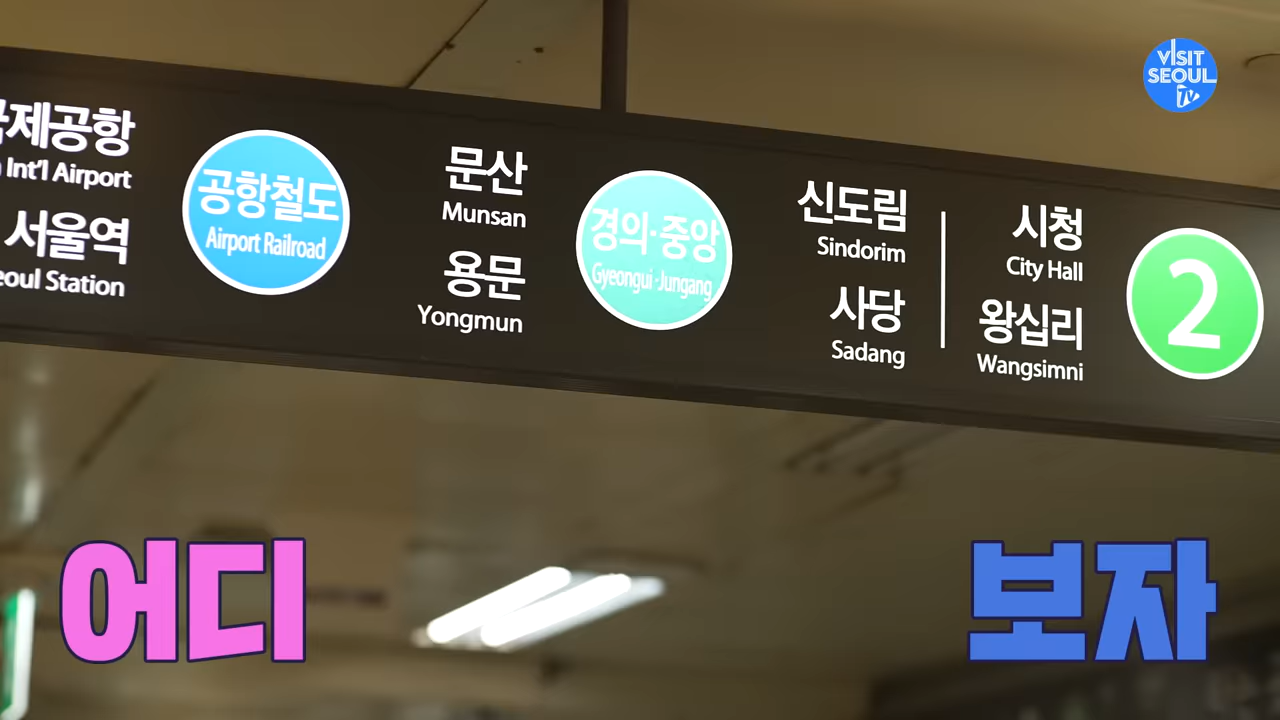 제공항
Int'l Airport
서울역
eoul Station
공항철도
Airport Railroad
문산
Munsan
용문
Yongmun
경의·중앙
Gyeongui·Jungang
신도림
Sindorim
사당
Sadang
시청
City Hall
왕십리
Wangsimni
2
VISIT
SEOUL
TV
어디 보자